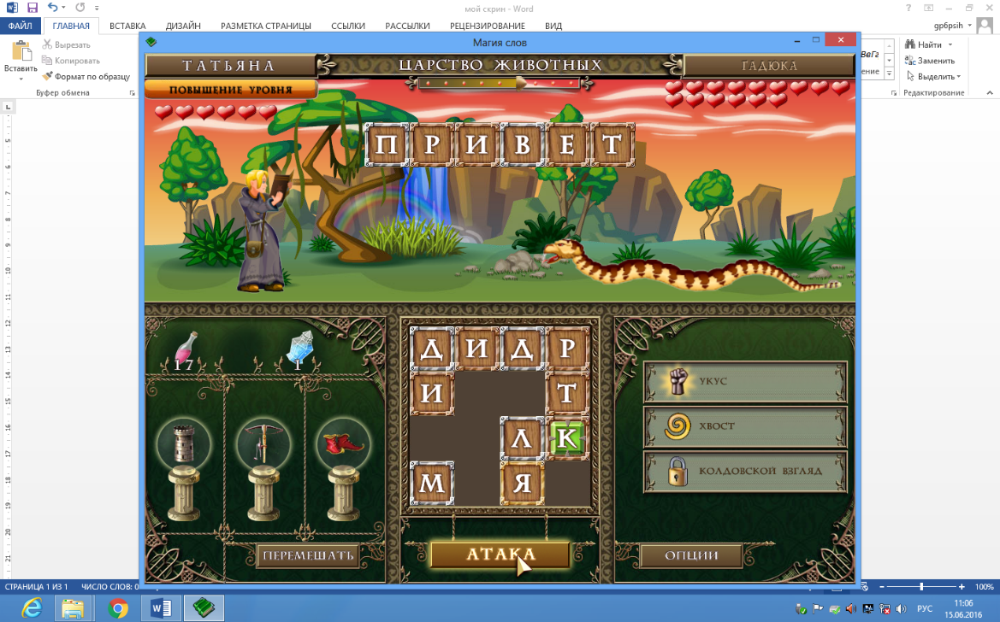 мой скрин - Word
ФАЙЛ ГЛАВНАЯ ВСТАВКА ДИЗАЙН РАЗМЕТКА СТРАНИЦЫ ССЫЛКИ РАССЫЛКИ РЕЦЕНЗИРОВАНИЕ ВИД
gp6psih
Вставить
Вырезать
Копировать
Формат по образцу
Буфер обмена
Найти
Заменить
Выделить
Редактирование
Магия слов
ТАТЬЯНА ЦАРСТВО ЖИВОТНЫХ ГАДЮКА
ПОВЫШЕНИЕ УРОВНЯ
П Р И В Е Т
17 1
Д И Д Р
И Т
Л К
М Я
УКУС
ХВОСТ
КОЛДОВСКОЙ ВЗГЛЯД
ПЕРЕМЕШАТЬ АТАКА ОПЦИИ
СТРАНИЦА 1 ИЗ 1 ЧИСЛО СЛОВ: 0
100%
РУС
11:06
15.06.2016